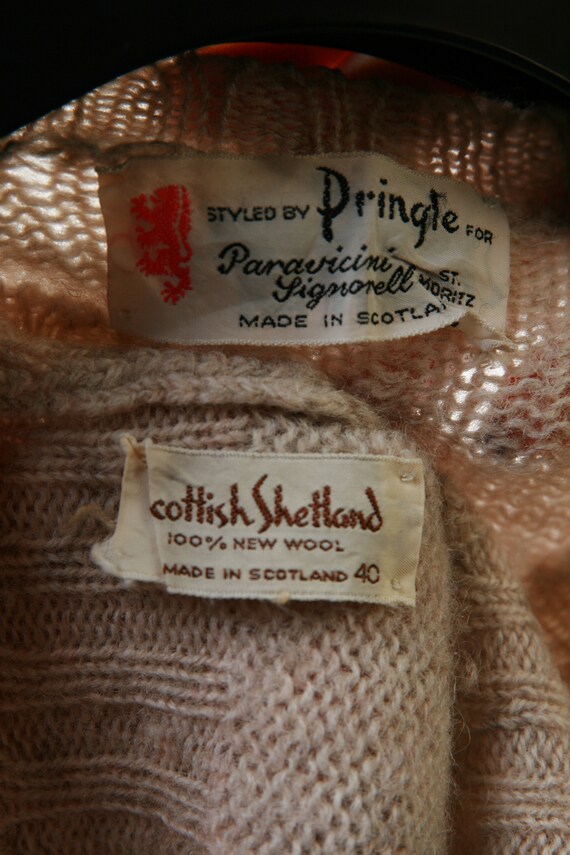 STYLED BY Pringle FOR
Paravicini
Signorell ST. MORITZ
MADE IN SCOTLA
cottish Shetland
100% NEW WOOL
MADE IN SCOTLAND 40